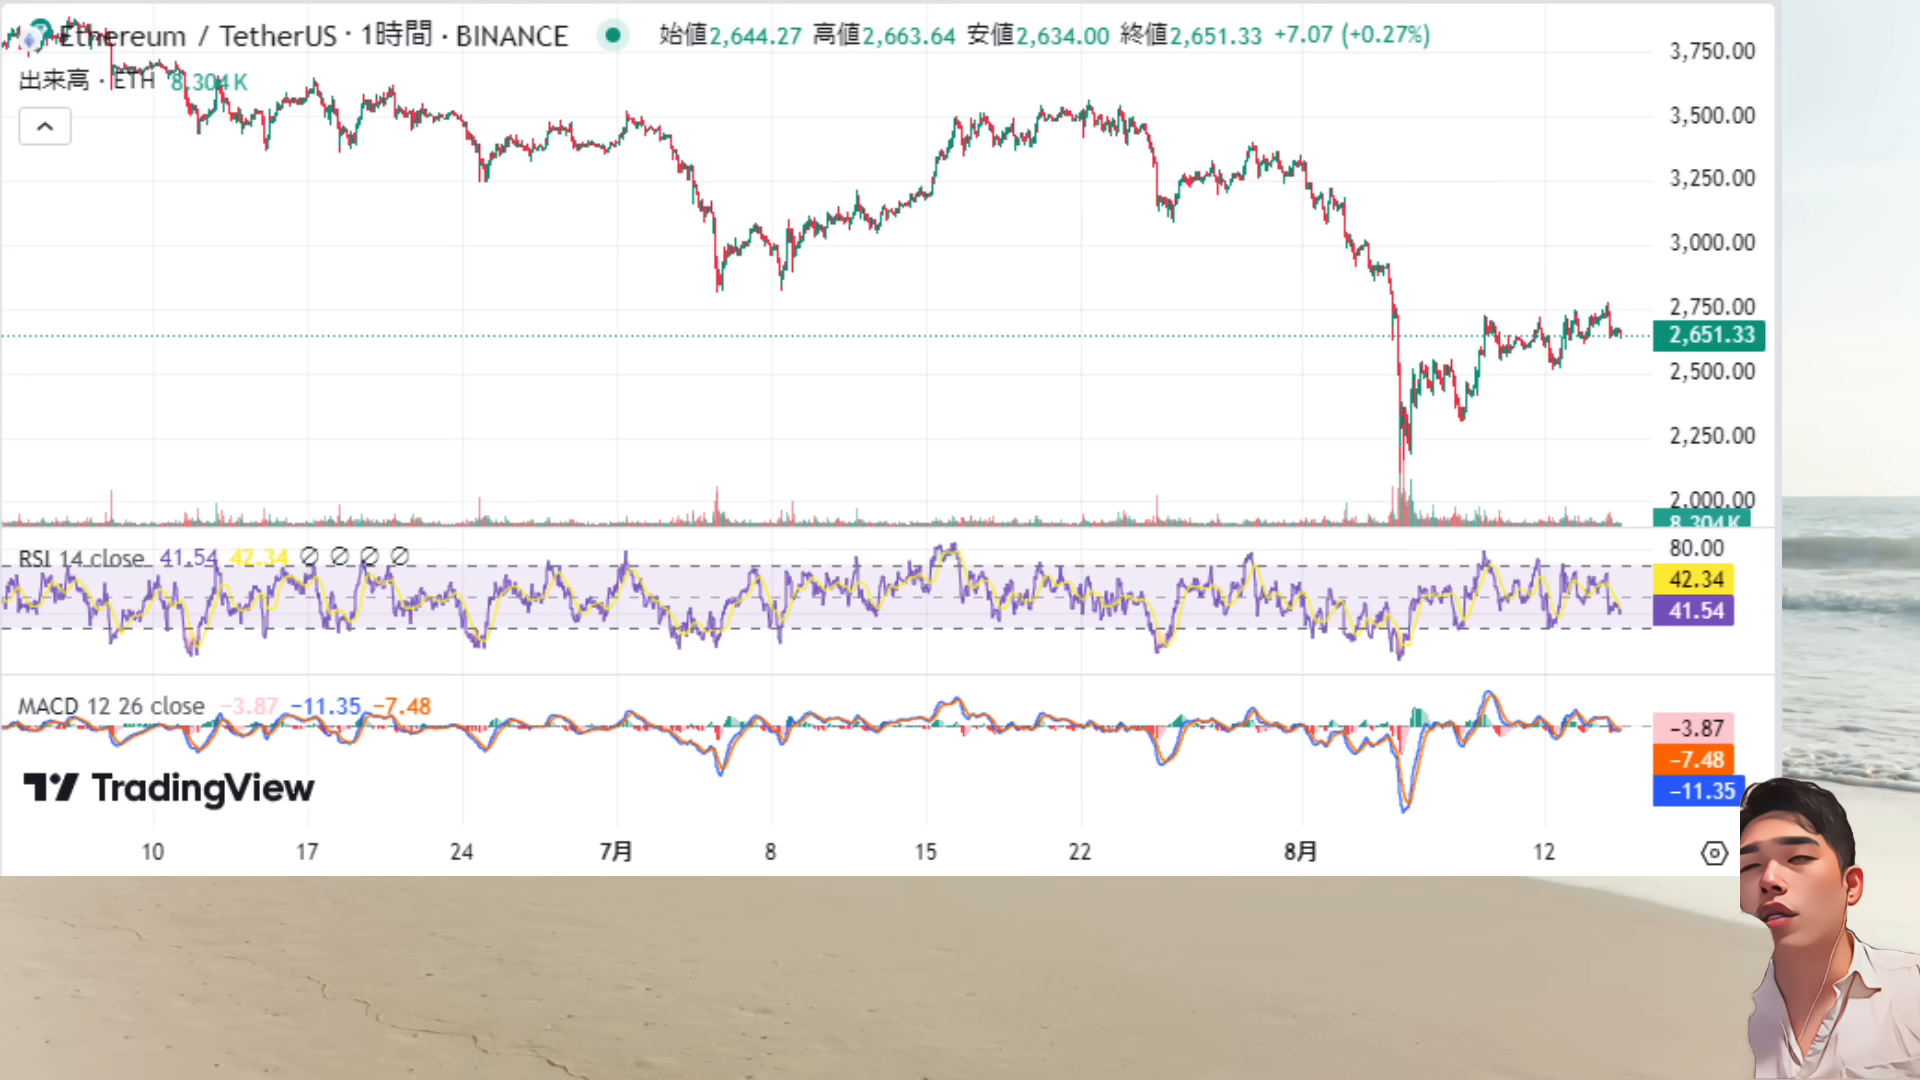 Ethereum / TetherUS · 1時間 · BINANCE 始値2,644.27 高値2,663.64 安値2,634.00 終値2,651.33 +7.07 (+0.27%)
出来高 · ETH 8.304 K
3,750.00
3,500.00
3,250.00
3,000.00
2,750.00
2,651.33
2,500.00
2,250.00
2,000.00
8.304 K
RSI 14 close 41.54 42.34 ∅ ∅ ∅ ∅
80.00
42.34
41.54
MACD 12 26 close −3.87 −11.35 −7.48
−3.87
−7.48
−11.35
TradingView
10 17 24 7月 8 15 22 8月 12